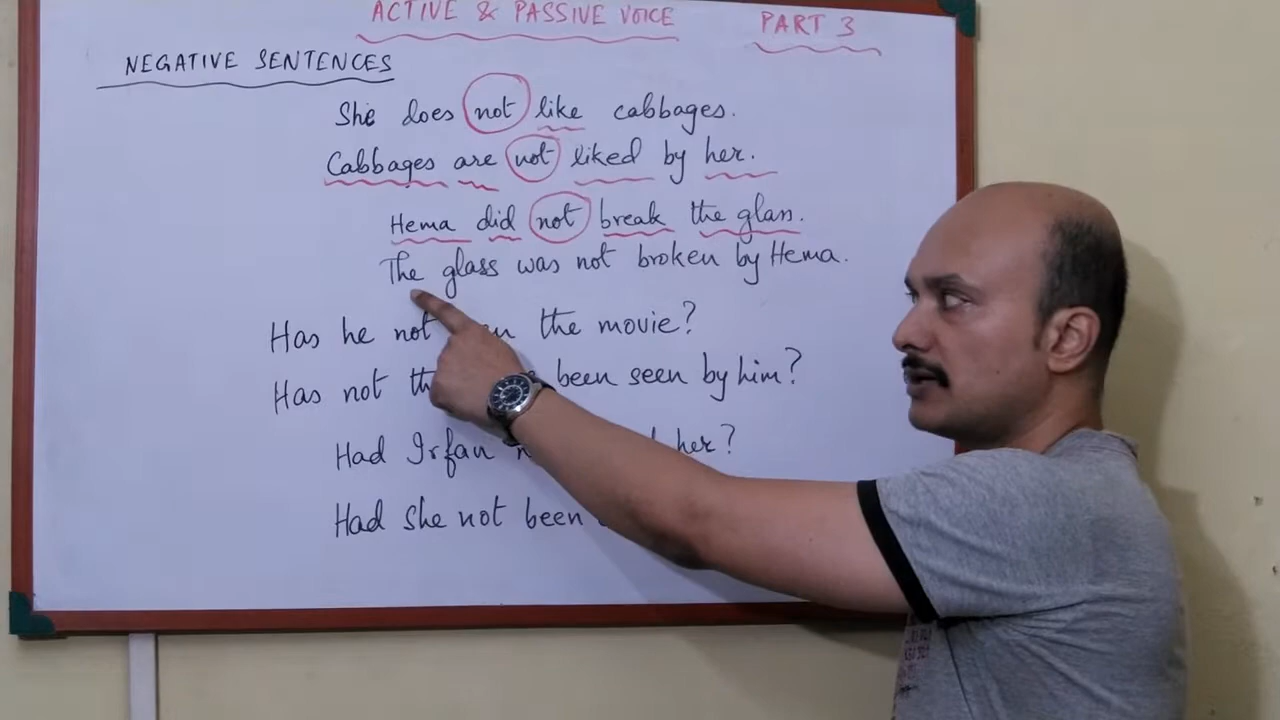 ACTIVE & PASSIVE VOICE PART 3
NEGATIVE SENTENCES
She does not like cabbages.
Cabbages are not liked by her.
Hema did not break the glass.
The glass was not broken by Hema.
Has he not the movie?
Has not been seen by him?
Had Irfan her?
Had she not been